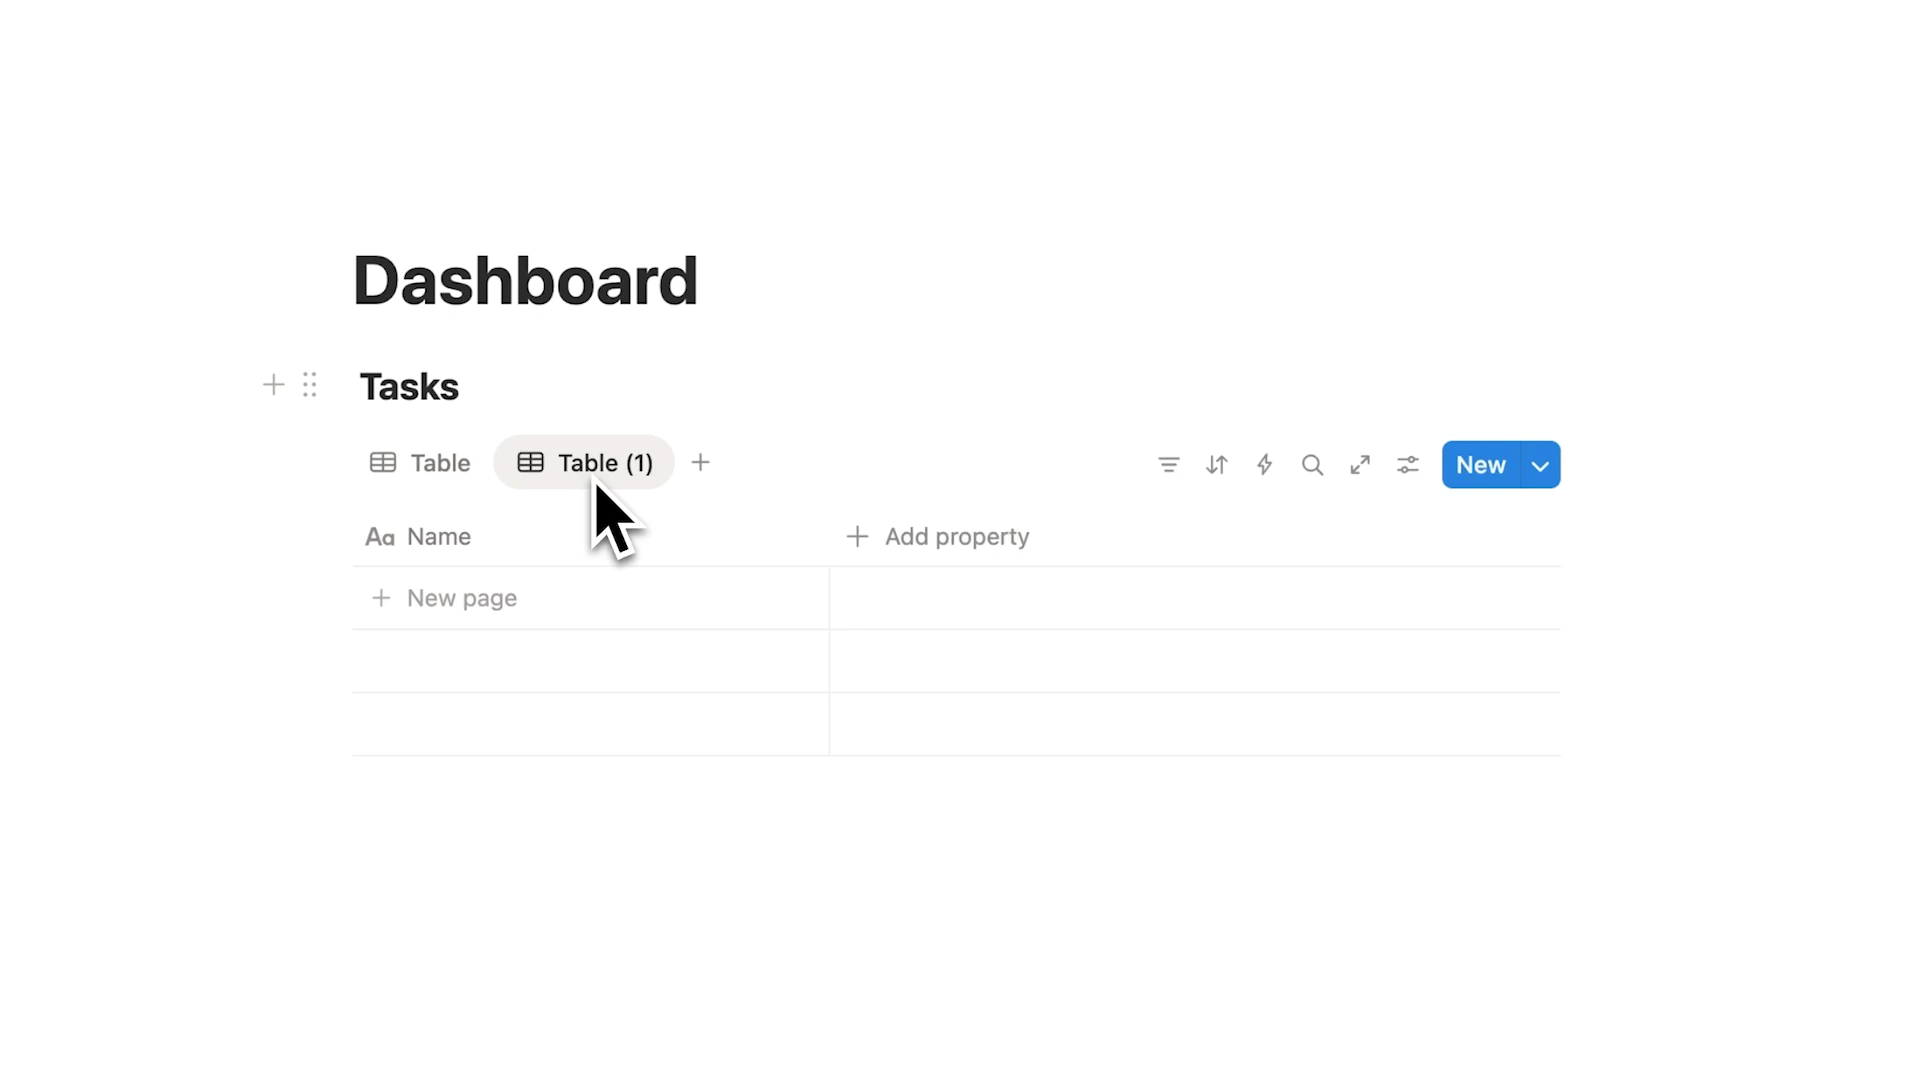 Dashboard
Tasks
Table Table (1) New
Aa Name Add property
New page